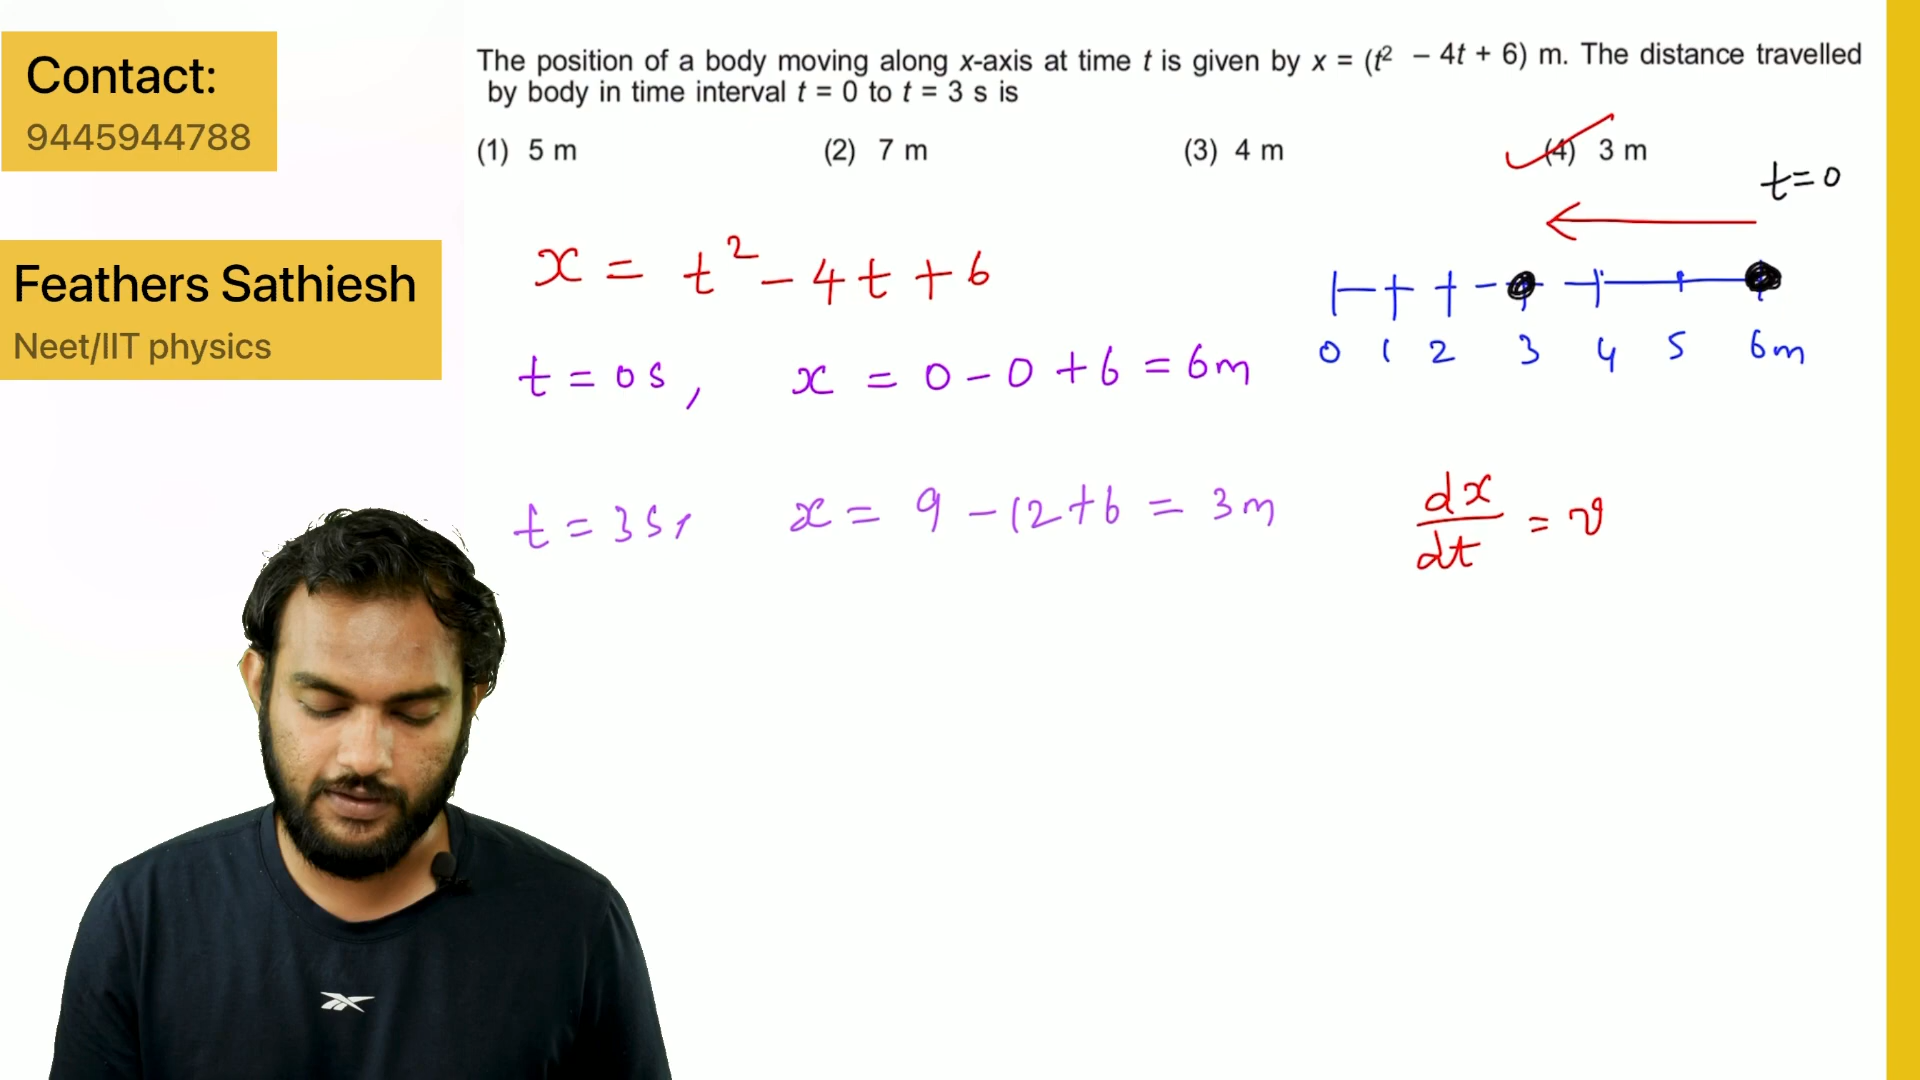 Contact:
9445944788
Feathers Sathiesh
Neet/IIT physics
The position of a body moving along x-axis at time t is given by x = (t² − 4t + 6) m. The distance travelled
by body in time interval t = 0 to t = 3 s is
(1) 5 m (2) 7 m (3) 4 m (4) 3 m
t=0
x = t² − 4t + 6
0 1 2 3 4 5 6m
t = 0s, x = 0 − 0 + 6 = 6m
t = 3s, x = 9 − 12 + 6 = 3m
dx/dt = v